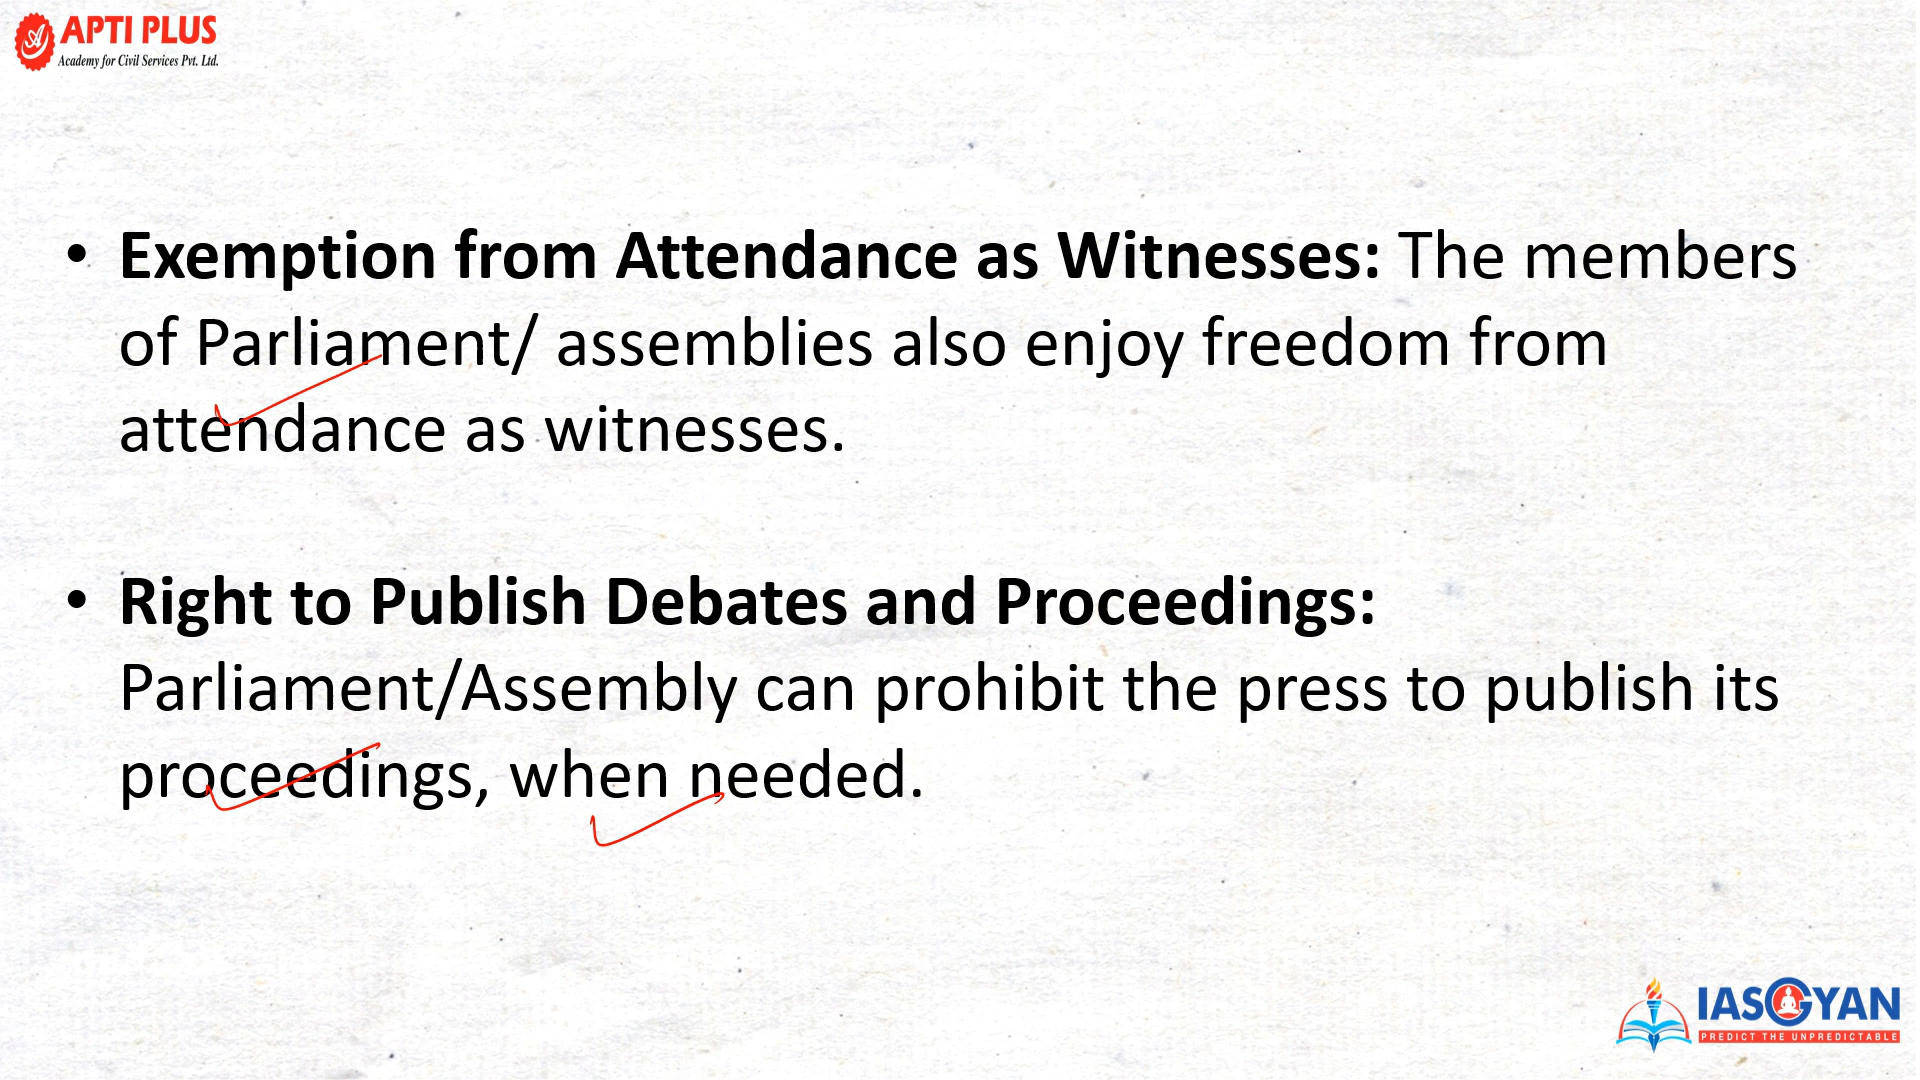 APTI PLUS
Academy for Civil Services Pvt. Ltd.
• Exemption from Attendance as Witnesses: The members
of Parliament/ assemblies also enjoy freedom from
attendance as witnesses.
• Right to Publish Debates and Proceedings:
Parliament/Assembly can prohibit the press to publish its
proceedings, when needed.
IASGYAN
PREDICT THE UNPREDICTABLE